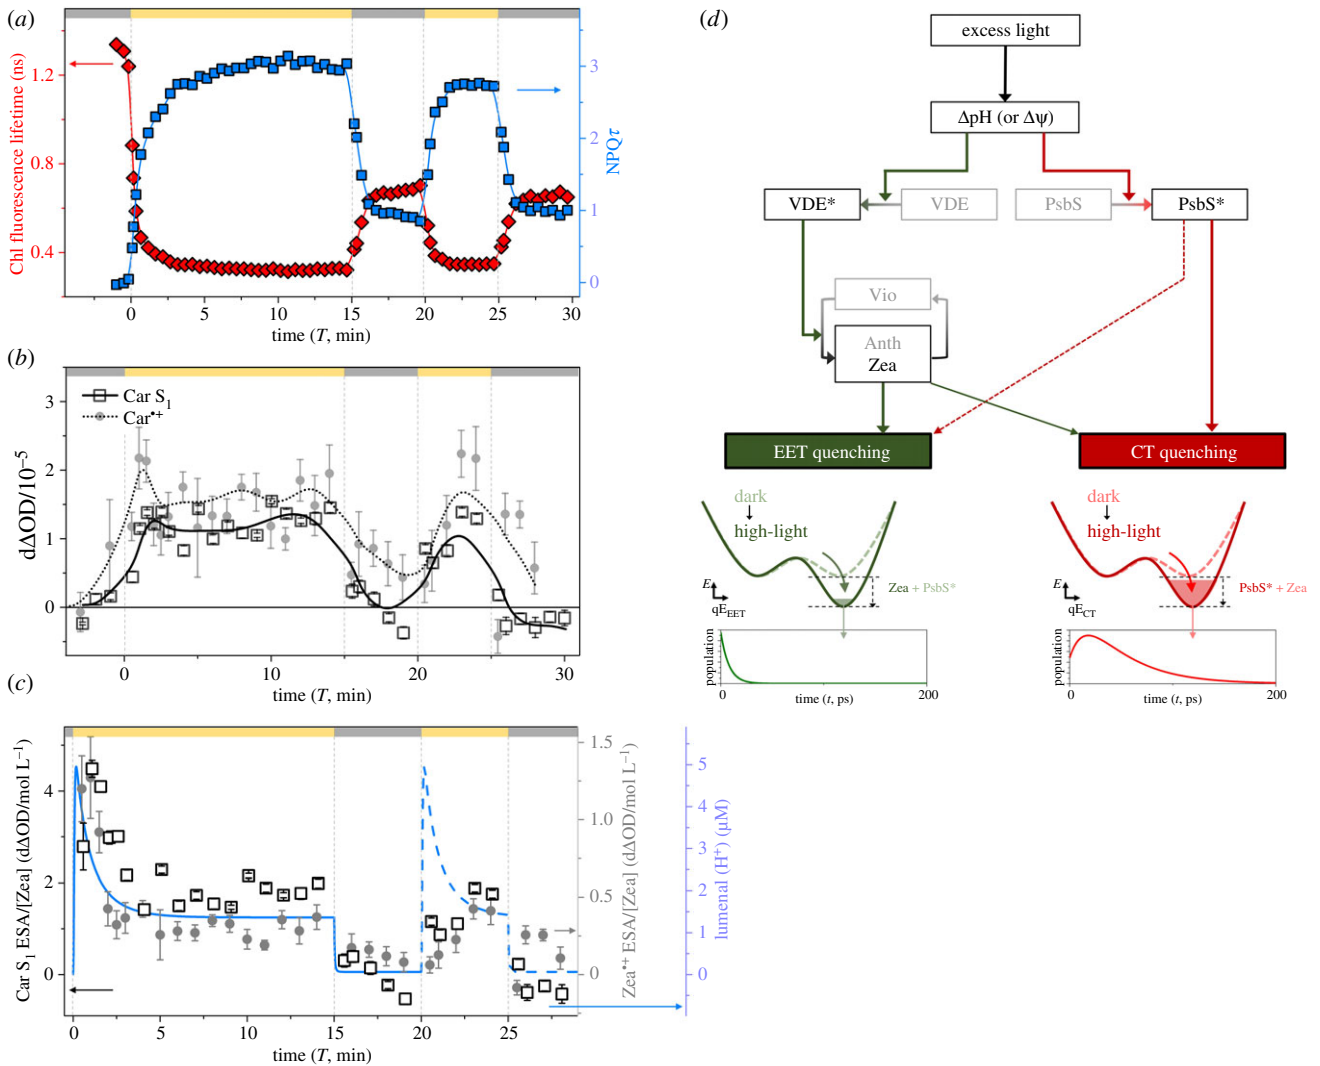 (a)
Chl fluorescence lifetime (ns)
1.2
0.8
0.4
3
2
1
0
NPQτ
0 5 10 15 20 25 30
time (T, min)
(b)
Car S1
Car•+
dΔOD/10−5
3
2
1
0
0 10 20 30
time (T, min)
(c)
Car S1 ESA/[Zea] (dΔOD/mol L−1)
4
2
0
1.5
1.0
0.5
0
Zea•+ ESA/[Zea] (dΔOD/mol L−1)
5
4
3
2
1
0
lumenal (H+) (μM)
0 5 10 15 20 25
time (T, min)
(d)
excess light
ΔpH (or Δψ)
VDE* VDE PsbS PsbS*
Vio
Anth
Zea
EET quenching CT quenching
dark
high-light
E
qEEET
Zea + PsbS*
population
0 200
time (t, ps)
dark
high-light
E
qECT
PsbS* + Zea
population
0 200
time (t, ps)